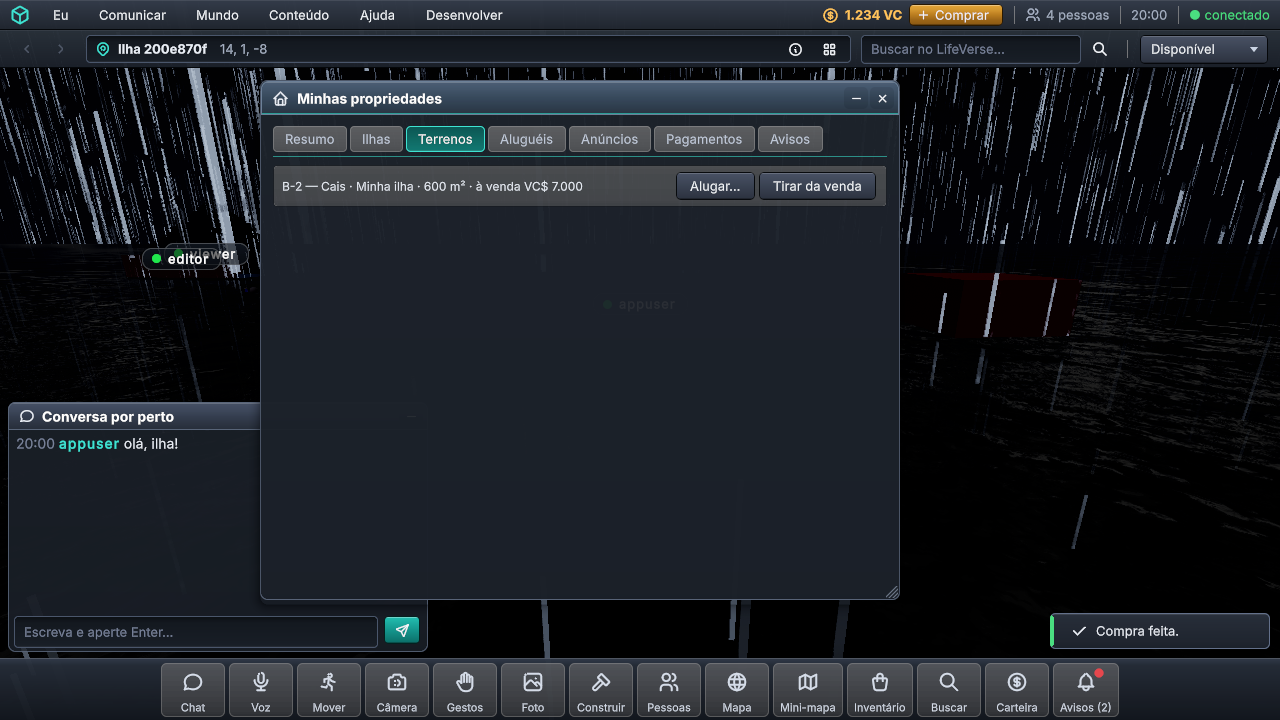 Eu Comunicar Mundo Conteúdo Ajuda Desenvolver 1.234 VC + Comprar 4 pessoas 20:00 conectado
Ilha 200e870f 14, 1, -8 Buscar no LifeVerse... Disponível
Minhas propriedades
Resumo Ilhas Terrenos Aluguéis Anúncios Pagamentos Avisos
B-2 — Cais · Minha ilha · 600 m² · à venda VC$ 7.000 Alugar... Tirar da venda
viewer
editor
appuser
Conversa por perto
20:00 appuser olá, ilha!
Escreva e aperte Enter...
Compra feita.
Chat Voz Mover Câmera Gestos Foto Construir Pessoas Mapa Mini-mapa Inventário Buscar Carteira Avisos (2)